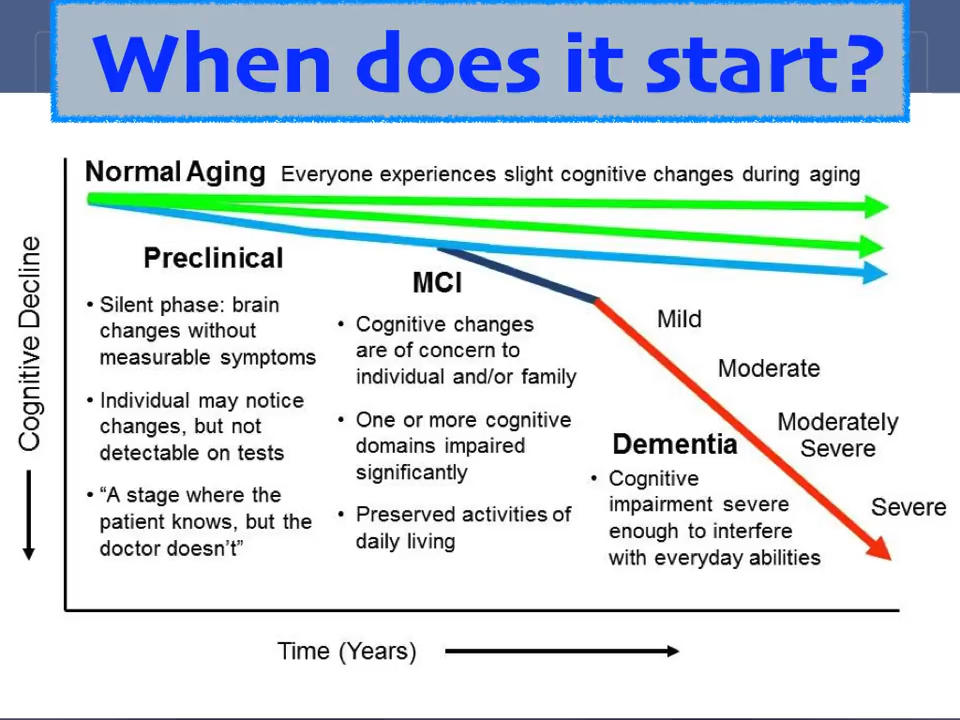 When does it start?
Normal Aging Everyone experiences slight cognitive changes during aging
Preclinical
• Silent phase: brain
changes without
measurable symptoms
• Individual may notice
changes, but not
detectable on tests
• “A stage where the
patient knows, but the
doctor doesn’t”
MCI
• Cognitive changes
are of concern to
individual and/or family
• One or more cognitive
domains impaired
significantly
• Preserved activities of
daily living
Dementia
• Cognitive
impairment severe
enough to interfere
with everyday abilities
Mild
Moderate
Moderately
Severe
Severe
Cognitive Decline
Time (Years)